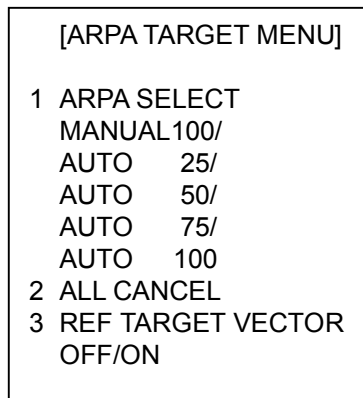 [ARPA TARGET MENU]
1 ARPA SELECT
MANUAL100/
AUTO 25/
AUTO 50/
AUTO 75/
AUTO 100
2 ALL CANCEL
3 REF TARGET VECTOR
OFF/ON